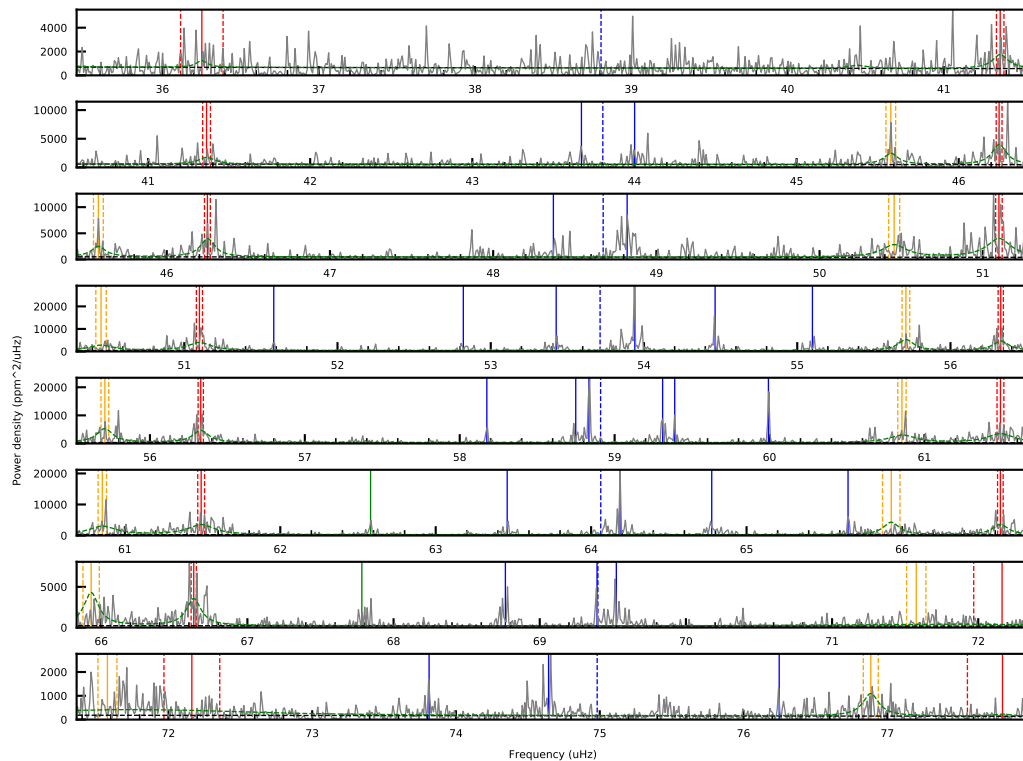 4000
2000
0
36 37 38 39 40 41
10000
5000
0
41 42 43 44 45 46
10000
5000
0
46 47 48 49 50 51
20000
10000
0
51 52 53 54 55 56
20000
10000
0
56 57 58 59 60 61
20000
10000
0
61 62 63 64 65 66
5000
0
66 67 68 69 70 71 72
2000
1000
0
72 73 74 75 76 77
Power density (ppm^2/uHz)
Frequency (uHz)